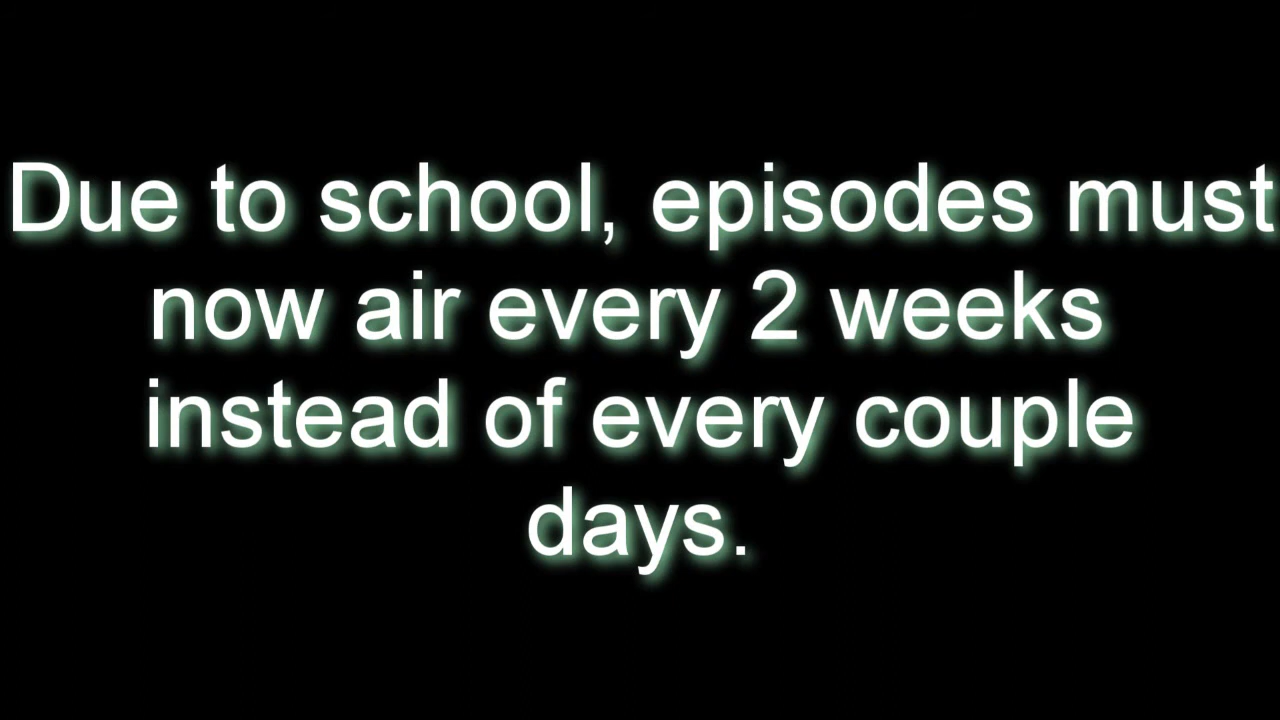 Due to school, episodes must
now air every 2 weeks
instead of every couple
days.